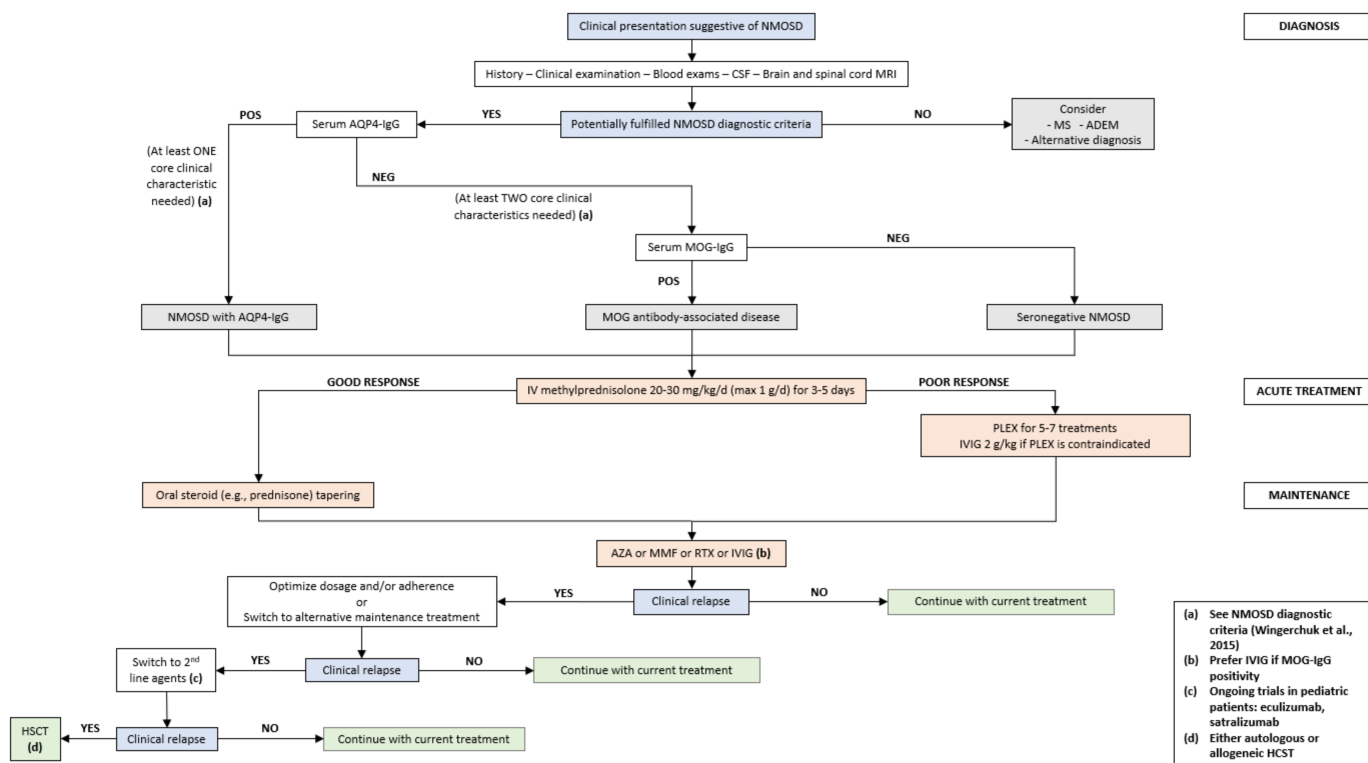 Clinical presentation suggestive of NMOSD
DIAGNOSIS
History – Clinical examination – Blood exams – CSF – Brain and spinal cord MRI
POS
Serum AQP4-IgG
YES
Potentially fulfilled NMOSD diagnostic criteria
NO
Consider
- MS - ADEM
- Alternative diagnosis
(At least ONE
core clinical
characteristic
needed) (a)
NEG
(At least TWO core clinical
characteristics needed) (a)
Serum MOG-IgG
NEG
POS
NMOSD with AQP4-IgG
MOG antibody-associated disease
Seronegative NMOSD
GOOD RESPONSE
IV methylprednisolone 20-30 mg/kg/d (max 1 g/d) for 3-5 days
POOR RESPONSE
ACUTE TREATMENT
PLEX for 5-7 treatments
IVIG 2 g/kg if PLEX is contraindicated
Oral steroid (e.g., prednisone) tapering
MAINTENANCE
AZA or MMF or RTX or IVIG (b)
Optimize dosage and/or adherence
or
Switch to alternative maintenance treatment
YES
Clinical relapse
NO
Continue with current treatment
Switch to 2nd
line agents (c)
YES
Clinical relapse
NO
Continue with current treatment
HSCT
(d)
YES
Clinical relapse
NO
Continue with current treatment
(a) See NMOSD diagnostic
criteria (Wingerchuk et al.,
2015)
(b) Prefer IVIG if MOG-IgG
positivity
(c) Ongoing trials in pediatric
patients: eculizumab,
satralizumab
(d) Either autologous or
allogeneic HCST